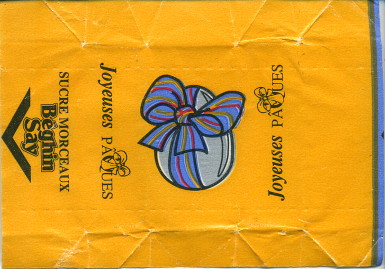 Joyeuses PÂQUES
Joyeuses PÂQUES
SUCRE MORCEAUX
Béghin
Say